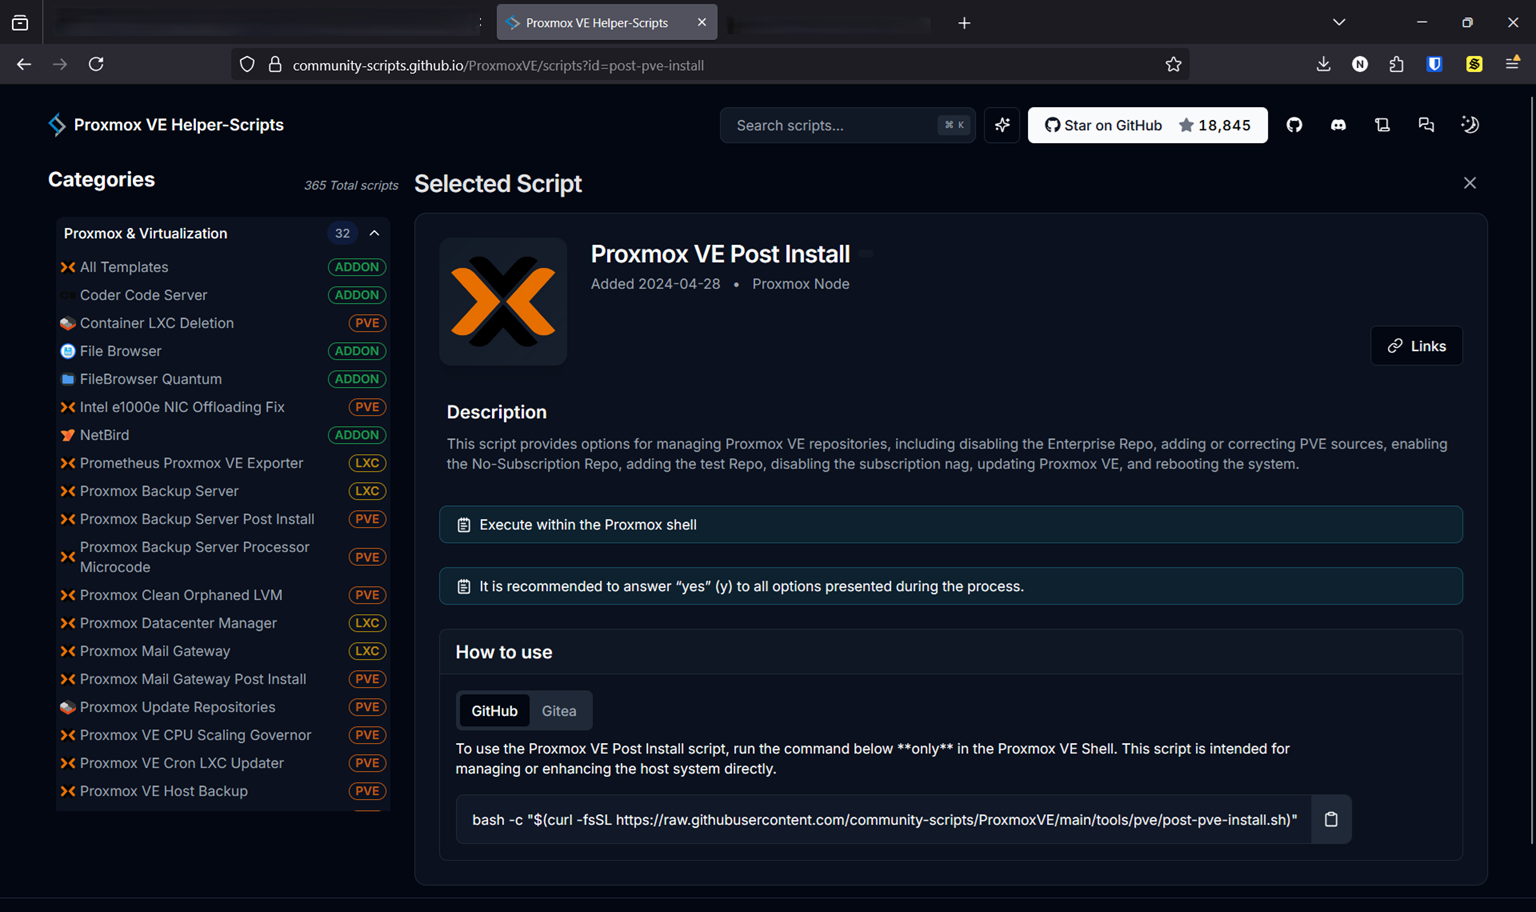 Proxmox VE Helper-Scripts
community-scripts.github.io/ProxmoxVE/scripts?id=post-pve-install
N
Proxmox VE Helper-Scripts
Search scripts...
⌘ K
Star on GitHub
18,845
Categories
365 Total scripts
Proxmox & Virtualization
32
All Templates
ADDON
Coder Code Server
ADDON
Container LXC Deletion
PVE
File Browser
ADDON
FileBrowser Quantum
ADDON
Intel e1000e NIC Offloading Fix
PVE
NetBird
ADDON
Prometheus Proxmox VE Exporter
LXC
Proxmox Backup Server
LXC
Proxmox Backup Server Post Install
PVE
Proxmox Backup Server Processor
Microcode
PVE
Proxmox Clean Orphaned LVM
PVE
Proxmox Datacenter Manager
LXC
Proxmox Mail Gateway
LXC
Proxmox Mail Gateway Post Install
PVE
Proxmox Update Repositories
PVE
Proxmox VE CPU Scaling Governor
PVE
Proxmox VE Cron LXC Updater
PVE
Proxmox VE Host Backup
PVE
Selected Script
Proxmox VE Post Install
Added 2024-04-28 • Proxmox Node
Links
Description
This script provides options for managing Proxmox VE repositories, including disabling the Enterprise Repo, adding or correcting PVE sources, enabling
the No-Subscription Repo, adding the test Repo, disabling the subscription nag, updating Proxmox VE, and rebooting the system.
Execute within the Proxmox shell
It is recommended to answer “yes” (y) to all options presented during the process.
How to use
GitHub
Gitea
To use the Proxmox VE Post Install script, run the command below **only** in the Proxmox VE Shell. This script is intended for
managing or enhancing the host system directly.
bash -c "$(curl -fsSL https://raw.githubusercontent.com/community-scripts/ProxmoxVE/main/tools/pve/post-pve-install.sh)"